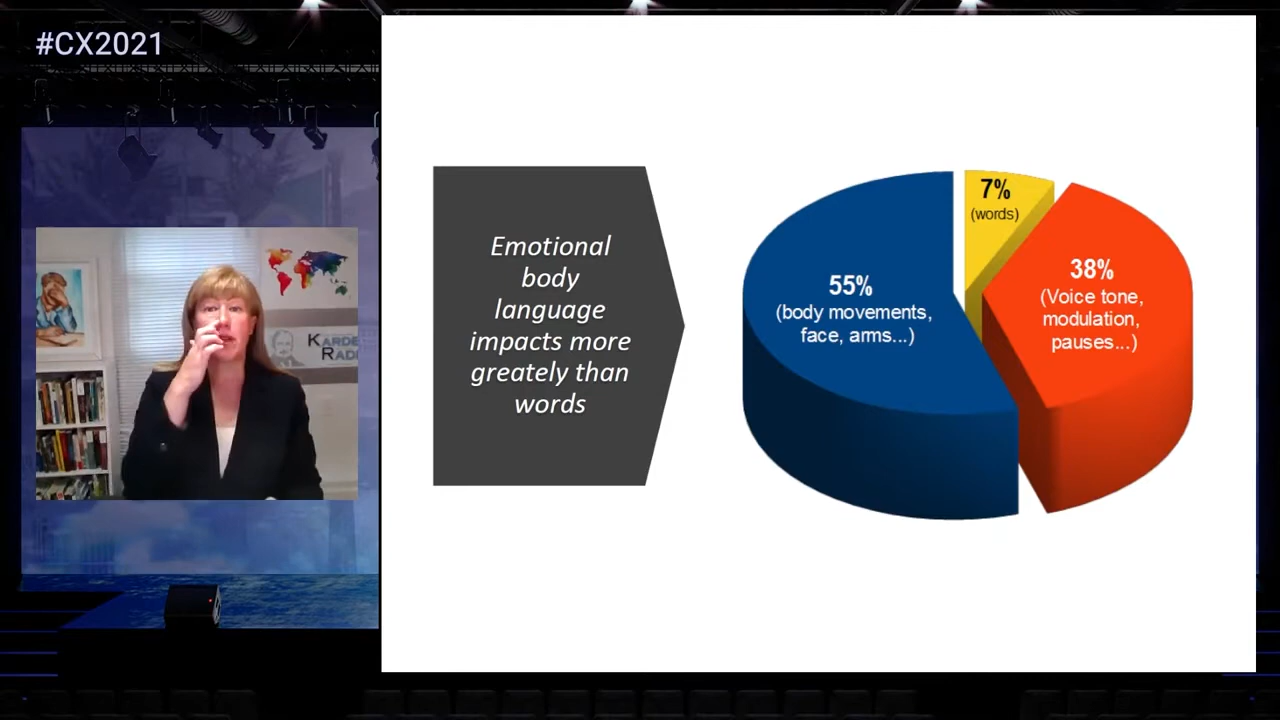 #CX2021
Emotional
body
language
impacts more
greately than
words
7%
(words)
55%
(body movements,
face, arms...)
38%
(Voice tone,
modulation,
pauses...)